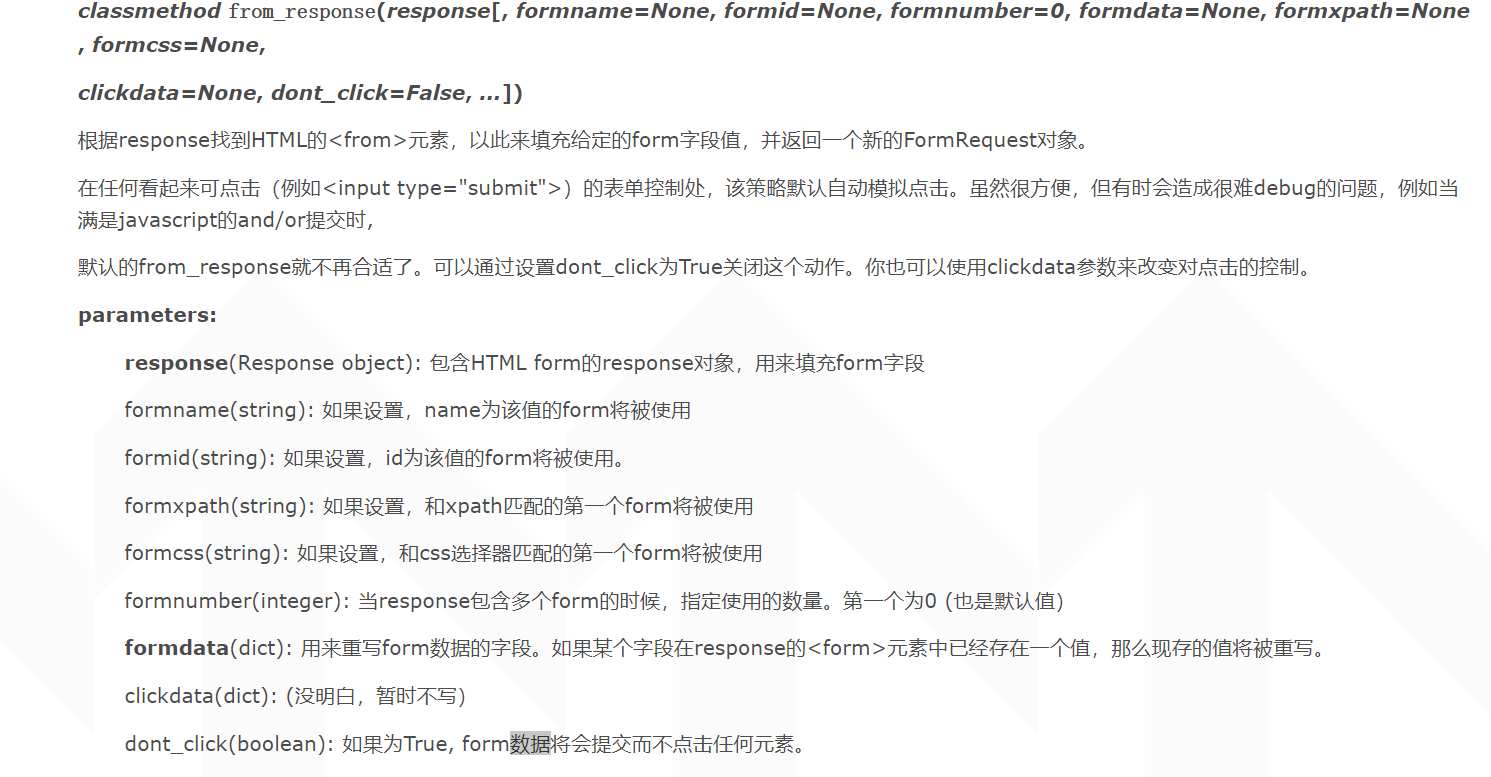 classmethod from_response(response[, formname=None, formid=None, formnumber=0, formdata=None, formxpath=None
, formcss=None,
clickdata=None, dont_click=False, ...])
根据response找到HTML的<from>元素，以此来填充给定的form字段值，并返回一个新的FormRequest对象。
在任何看起来可点击（例如<input type="submit">）的表单控制处，该策略默认自动模拟点击。虽然很方便，但有时会造成很难debug的问题，例如当
满是javascript的and/or提交时，
默认的from_response就不再合适了。可以通过设置dont_click为True关闭这个动作。你也可以使用clickdata参数来改变对点击的控制。
parameters:
response(Response object): 包含HTML form的response对象，用来填充form字段
formname(string): 如果设置，name为该值的form将被使用
formid(string): 如果设置，id为该值的form将被使用。
formxpath(string): 如果设置，和xpath匹配的第一个form将被使用
formcss(string): 如果设置，和css选择器匹配的第一个form将被使用
formnumber(integer): 当response包含多个form的时候，指定使用的数量。第一个为0 (也是默认值）
formdata(dict): 用来重写form数据的字段。如果某个字段在response的<form>元素中已经存在一个值，那么现存的值将被重写。
clickdata(dict): (没明白，暂时不写）
dont_click(boolean): 如果为True, form数据将会提交而不点击任何元素。